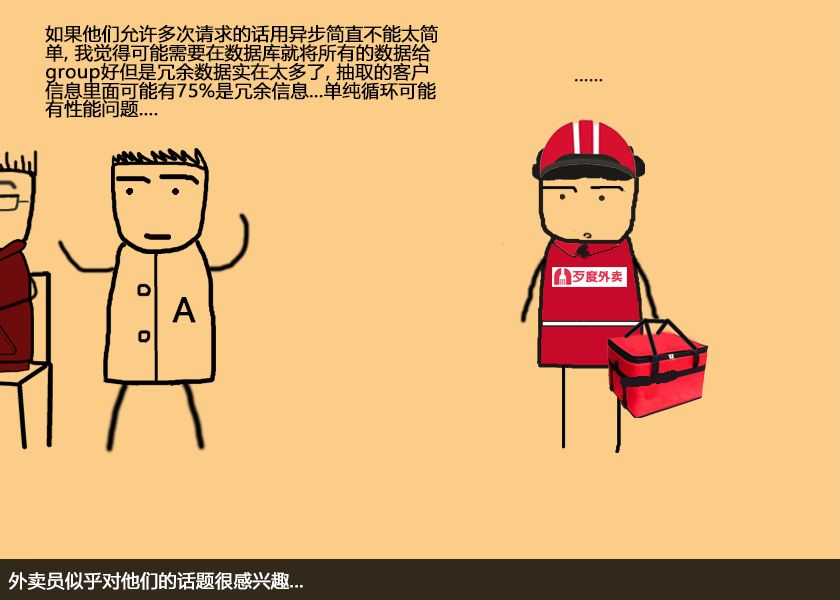 如果他们允许多次请求的话用异步简直不能太简
单, 我觉得可能需要在数据库就将所有的数据给
group好但是冗余数据实在太多了, 抽取的客户
信息里面可能有75%是冗余信息...单纯循环可能
有性能问题....
......
A
歹度外卖
外卖员似乎对他们的话题很感兴趣...